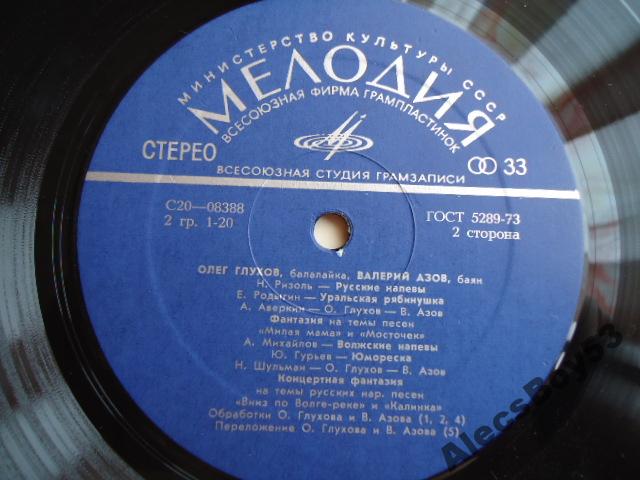 МИНИСТЕРСТВО КУЛЬТУРЫ СССР
МЕЛОДИЯ
ВСЕСОЮЗНАЯ ФИРМА ГРАМПЛАСТИНОК
СТЕРЕО
33
ВСЕСОЮЗНАЯ СТУДИЯ ГРАМЗАПИСИ
С20—08388
ГОСТ 5289-73
2 гр. 1-20
2 сторона
ОЛЕГ ГЛУХОВ, балалайка, ВАЛЕРИЙ АЗОВ, баян
Н. Ризоль — Русские напевы
Е. Родыгин — Уральская рябинушка
А. Аверкин — О. Глухов — В. Азов
Фантазия на темы песен
«Милая мама» и «Мосточек»
А. Михайлов — Волжские напевы
Ю. Гурьев — Юмореска
Н. Шульман — О. Глухов — В. Азов
Концертная фантазия
на темы русских нар. песен
«Вниз по Волге-реке» и «Калинка»
Обработки О. Глухова и В. Азова (1, 2, 4)
Переложение О. Глухова и В. Азова (5)
AlecsBoy53